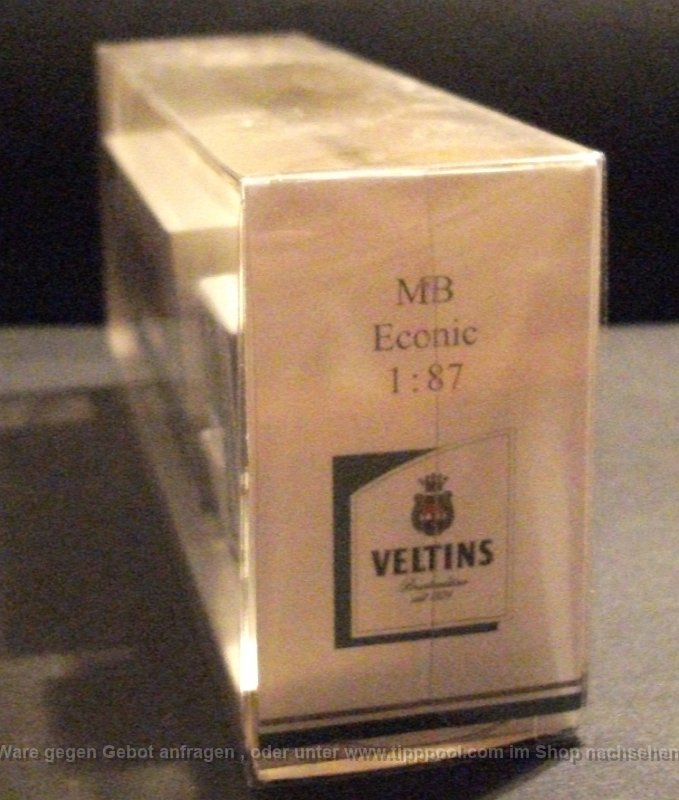 MB
Econic
1:87
VELTINS
Ware gegen Gebot anfragen , oder unter www.tipppool.com im Shop nachsehen